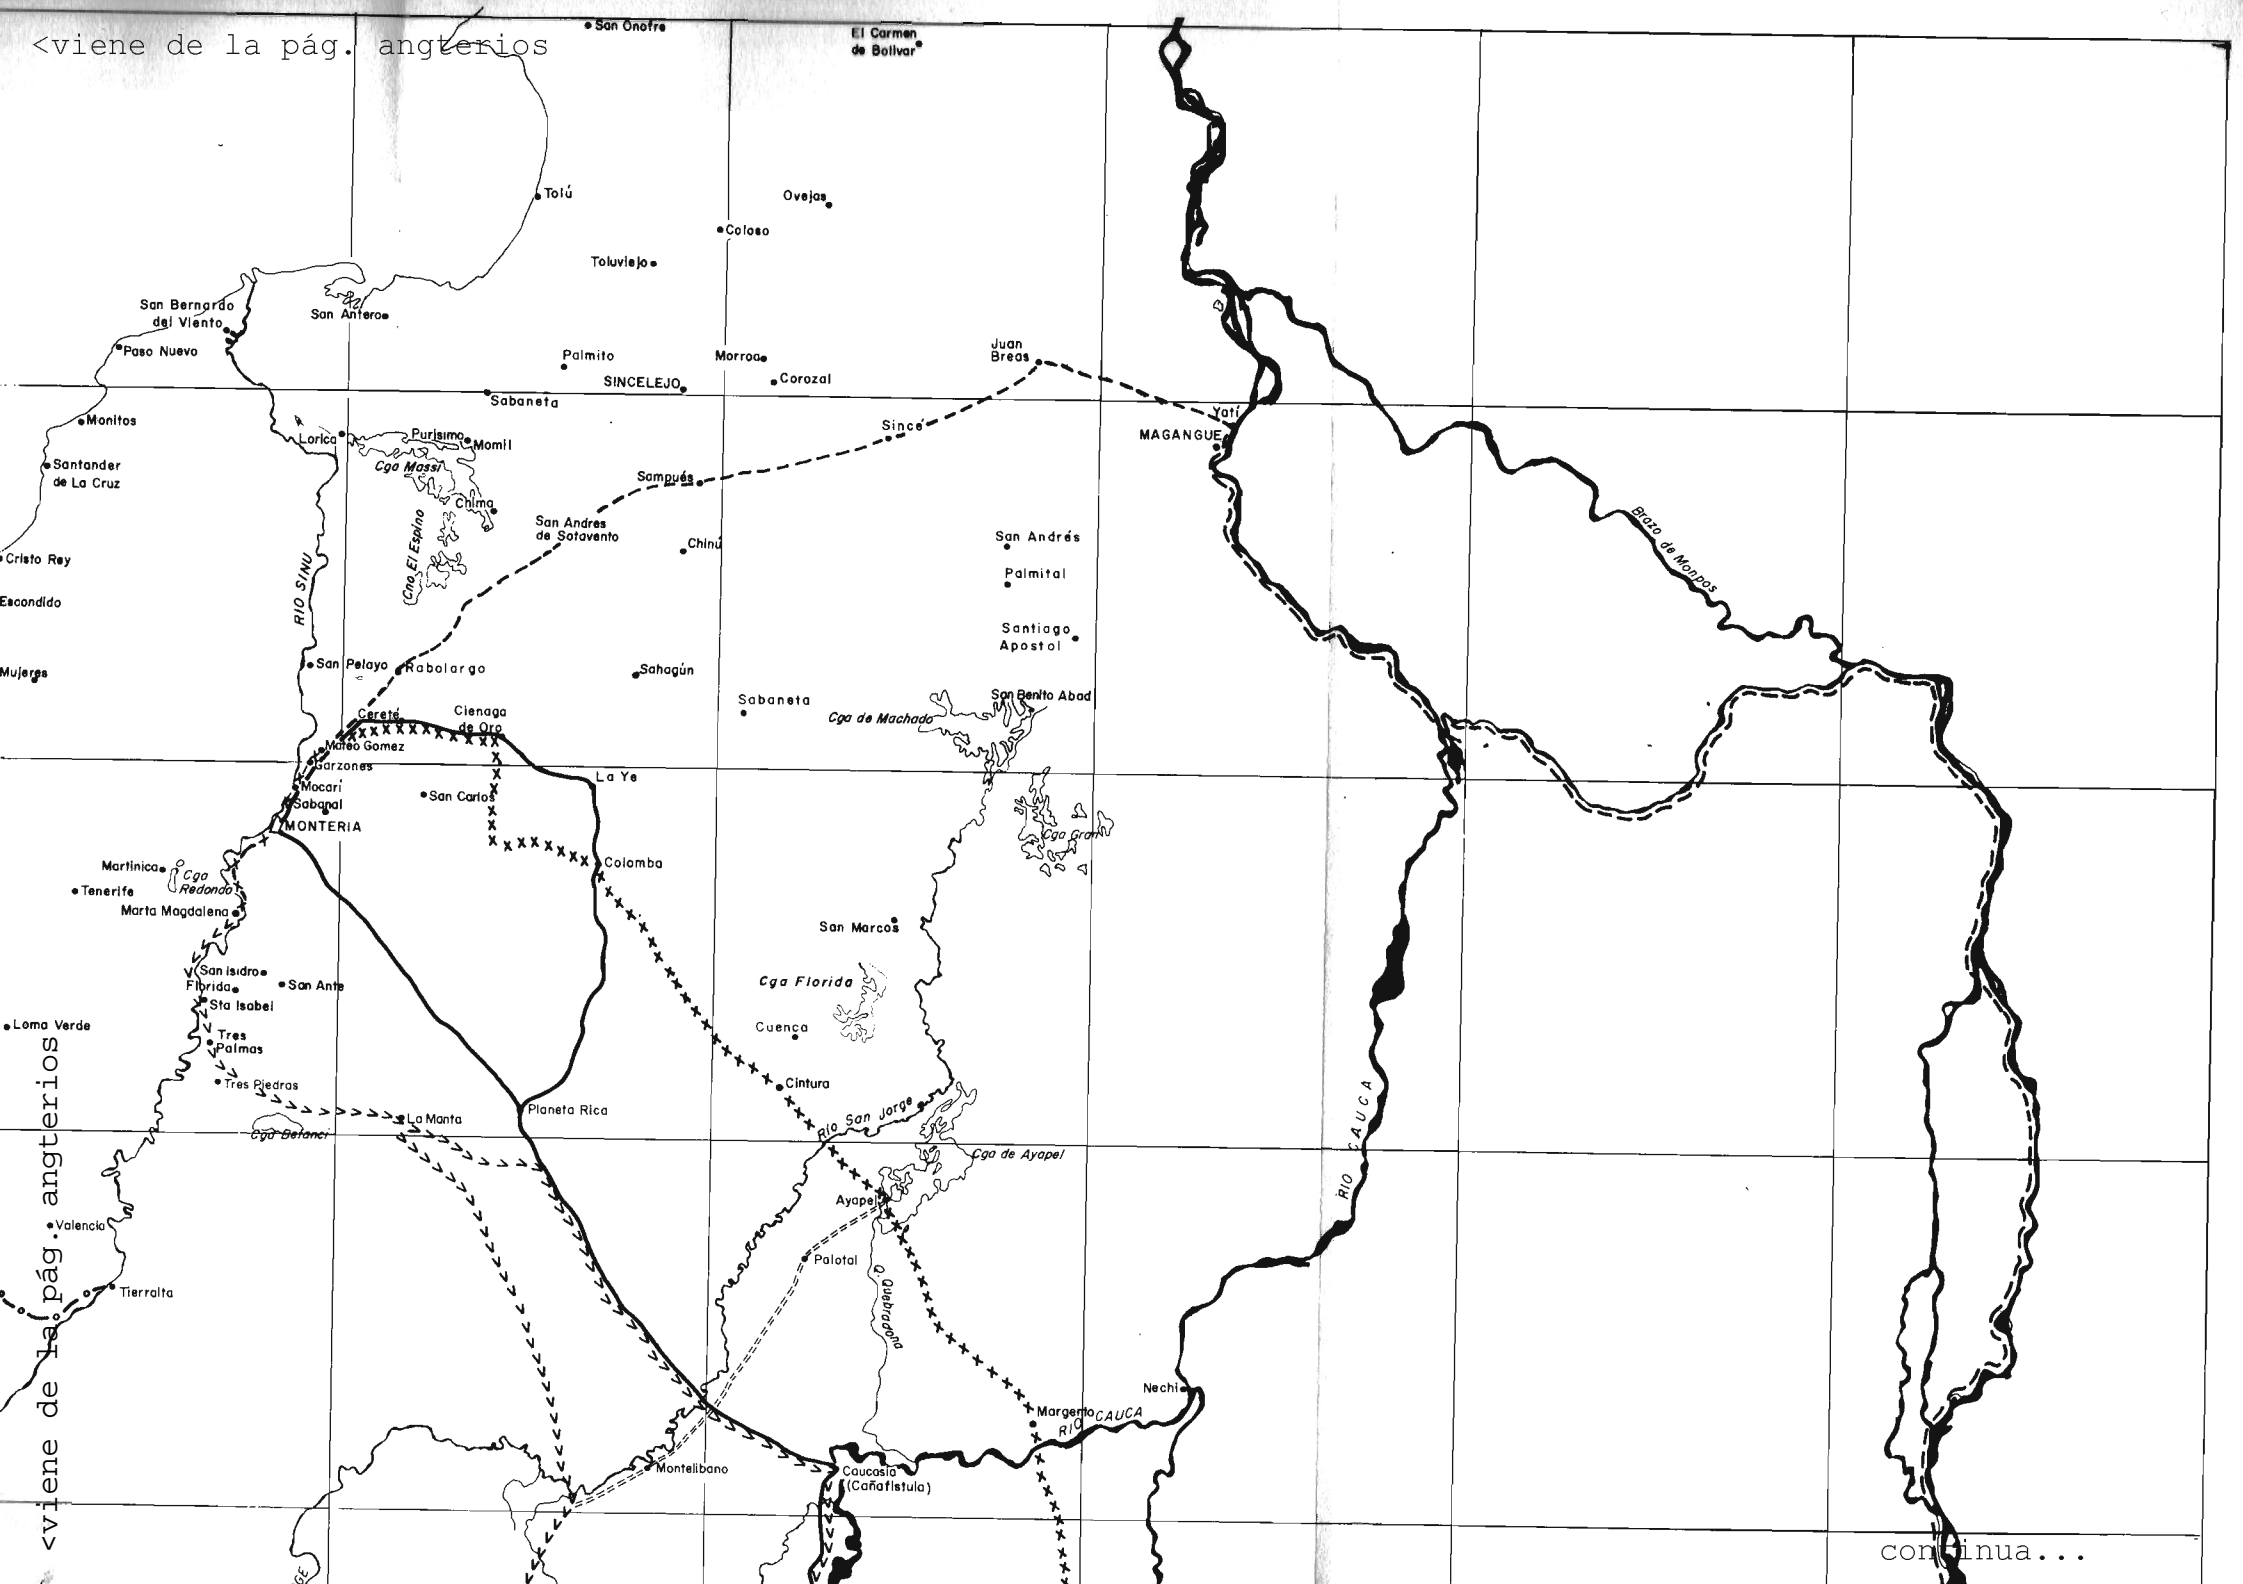 <viene de la pág. angterios
San Onofre
El Carmen
de Bolivar
Tolú
Ovejas
Coloso
Toluviejo
San Bernardo
del Viento
San Antero
Paso Nuevo
Palmito
Morroa
Juan
Breas
SINCELEJO
Corozal
Sabaneta
Monitos
Yatí
Lorica
Purisimo
Momil
Sincé
MAGANGUE
Santander
de La Cruz
Cga Massi
Sampués
Chima
San Andres
de Sotavento
Cno El Espino
Chinú
San Andrés
Brazo de Monpos
Cristo Rey
RIO SINU
Palmital
Escondido
Santiago
Apostol
San Pelayo
Rabolargo
Sahagún
Mujeres
San Benito Abad
Sabaneta
Cga de Machado
Cereté
Cienaga
de Oro
Mateo Gomez
Garzones
La Ye
Mocarí
San Carlos
Sabanal
MONTERIA
Cga Gran
Martinica
Cga
Redondo
Colomba
Tenerife
Marta Magdalena
San Marcos
San Isidro
Florida
San Ante
Cga Florida
Sta Isabel
Loma Verde
Cuenca
Tres
Palmas
Tres Piedras
Cintura
La Manta
Planeta Rica
Rio San Jorge
RIO CAUCA
Cga Betanci
Cga de Ayapel
Ayapel
Valencia
Palotal
Q. Quebradona
Tierralta
Nechi
Margento
RIO CAUCA
Montelibano
Caucasia
(Cañafistula)
<viene de la pág. angterios
GE
continua...